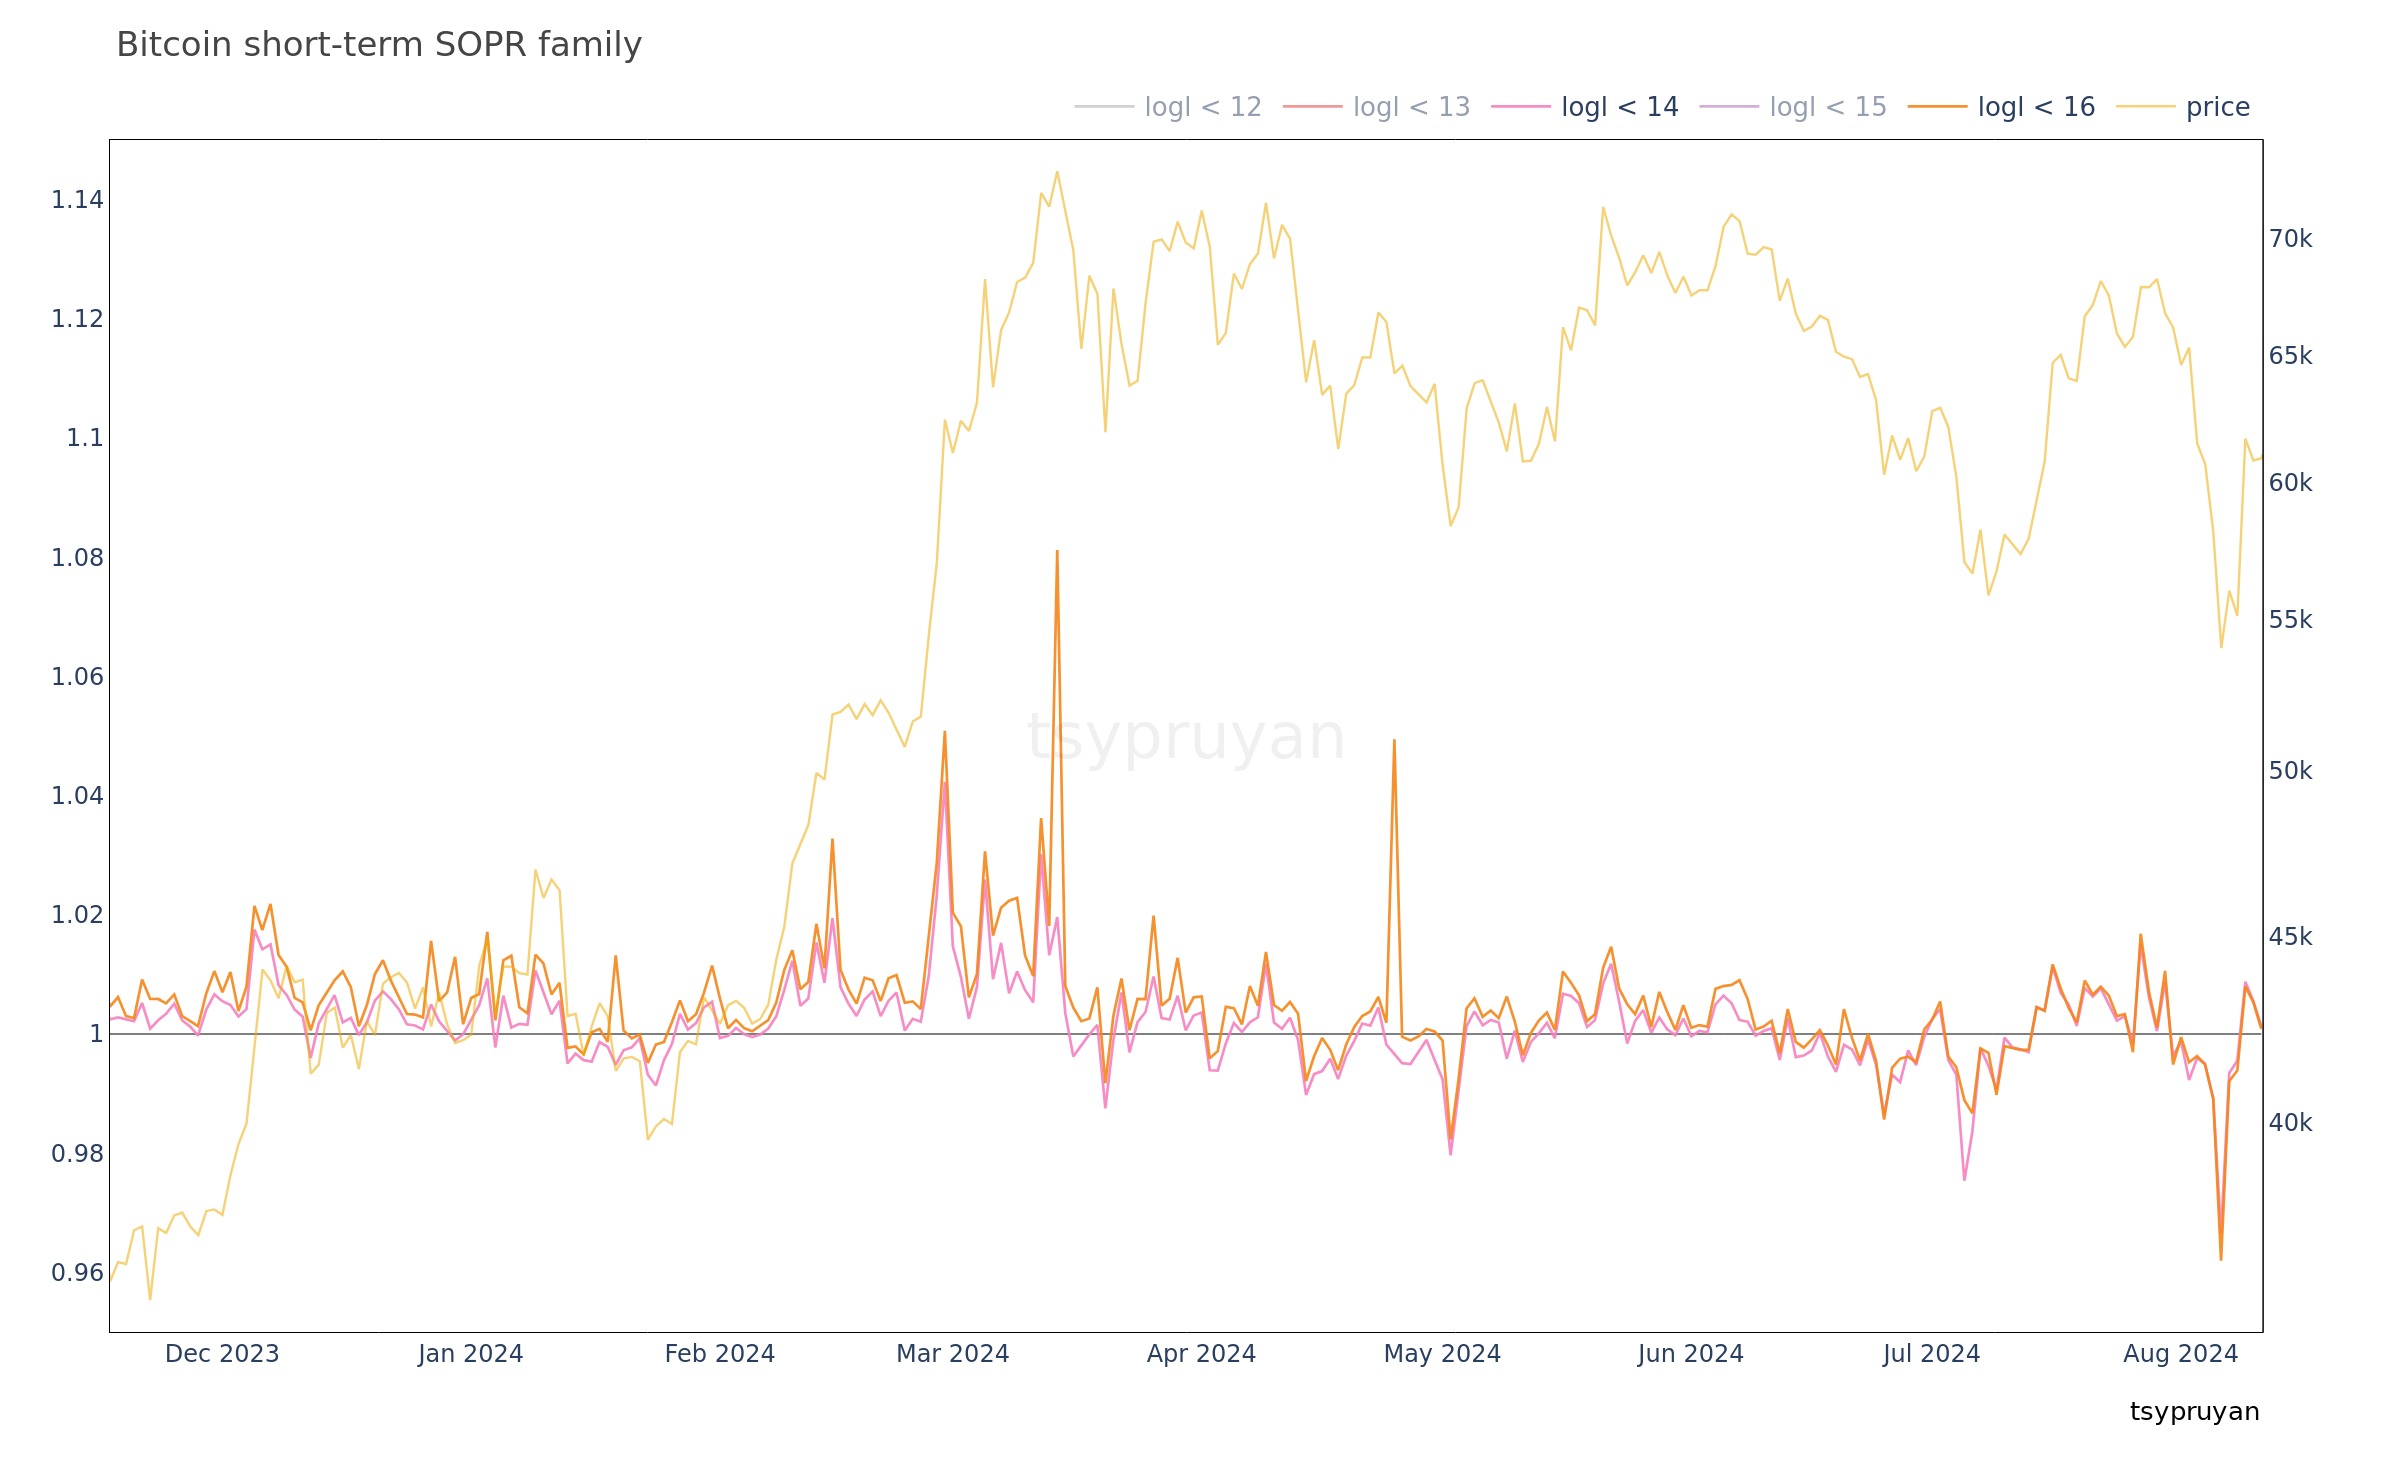 Bitcoin short-term SOPR family
logl < 12 logl < 13 logl < 14 logl < 15 logl < 16 price
1.14
70k
1.12
65k
1.1
60k
1.08
55k
1.06
tsypruyan
50k
1.04
1.02
45k
1
40k
0.98
0.96
Dec 2023 Jan 2024 Feb 2024 Mar 2024 Apr 2024 May 2024 Jun 2024 Jul 2024 Aug 2024
tsypruyan